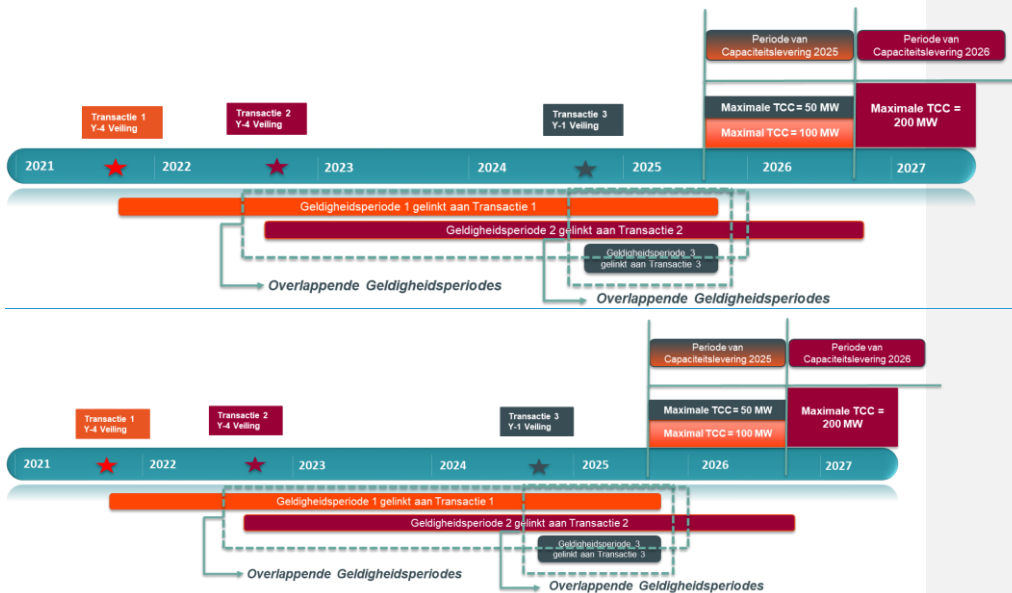 Periode van
Capaciteitslevering 2025
Periode van
Capaciteitslevering 2026
Transactie 1
Y-4 Veiling
Transactie 2
Y-4 Veiling
Transactie 3
Y-1 Veiling
Maximale TCC = 50 MW
Maximal TCC = 100 MW
Maximale TCC =
200 MW
2021
2022
2023
2024
2025
2026
2027
Geldigheidsperiode 1 gelinkt aan Transactie 1
Geldigheidsperiode 2 gelinkt aan Transactie 2
Geldigheidsperiode 3
gelinkt aan Transactie 3
Overlappende Geldigheidsperiodes
Overlappende Geldigheidsperiodes
Periode van
Capaciteitslevering 2025
Periode van
Capaciteitslevering 2026
Transactie 1
Y-4 Veiling
Transactie 2
Y-4 Veiling
Transactie 3
Y-1 Veiling
Maximale TCC = 50 MW
Maximal TCC = 100 MW
Maximale TCC =
200 MW
2021
2022
2023
2024
2025
2026
2027
Geldigheidsperiode 1 gelinkt aan Transactie 1
Geldigheidsperiode 2 gelinkt aan Transactie 2
Geldigheidsperiode 3
gelinkt aan Transactie 3
Overlappende Geldigheidsperiodes
Overlappende Geldigheidsperiodes